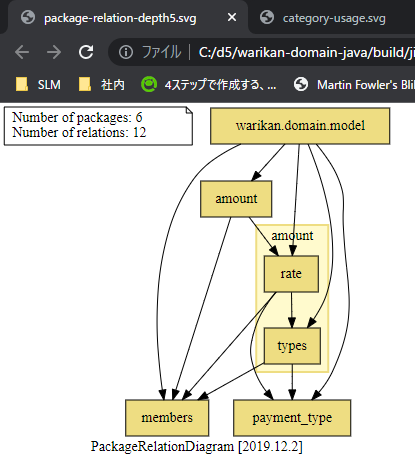 package-relation-depth5.svg
category-usage.svg
ファイル
C:/d5/warikan-domain-java/build/ji
SLM
社内
4ステップで作成する、...
Martin Fowler's Bli
Number of packages: 6
Number of relations: 12
warikan.domain.model
amount
amount
rate
types
members
payment_type
PackageRelationDiagram [2019.12.2]